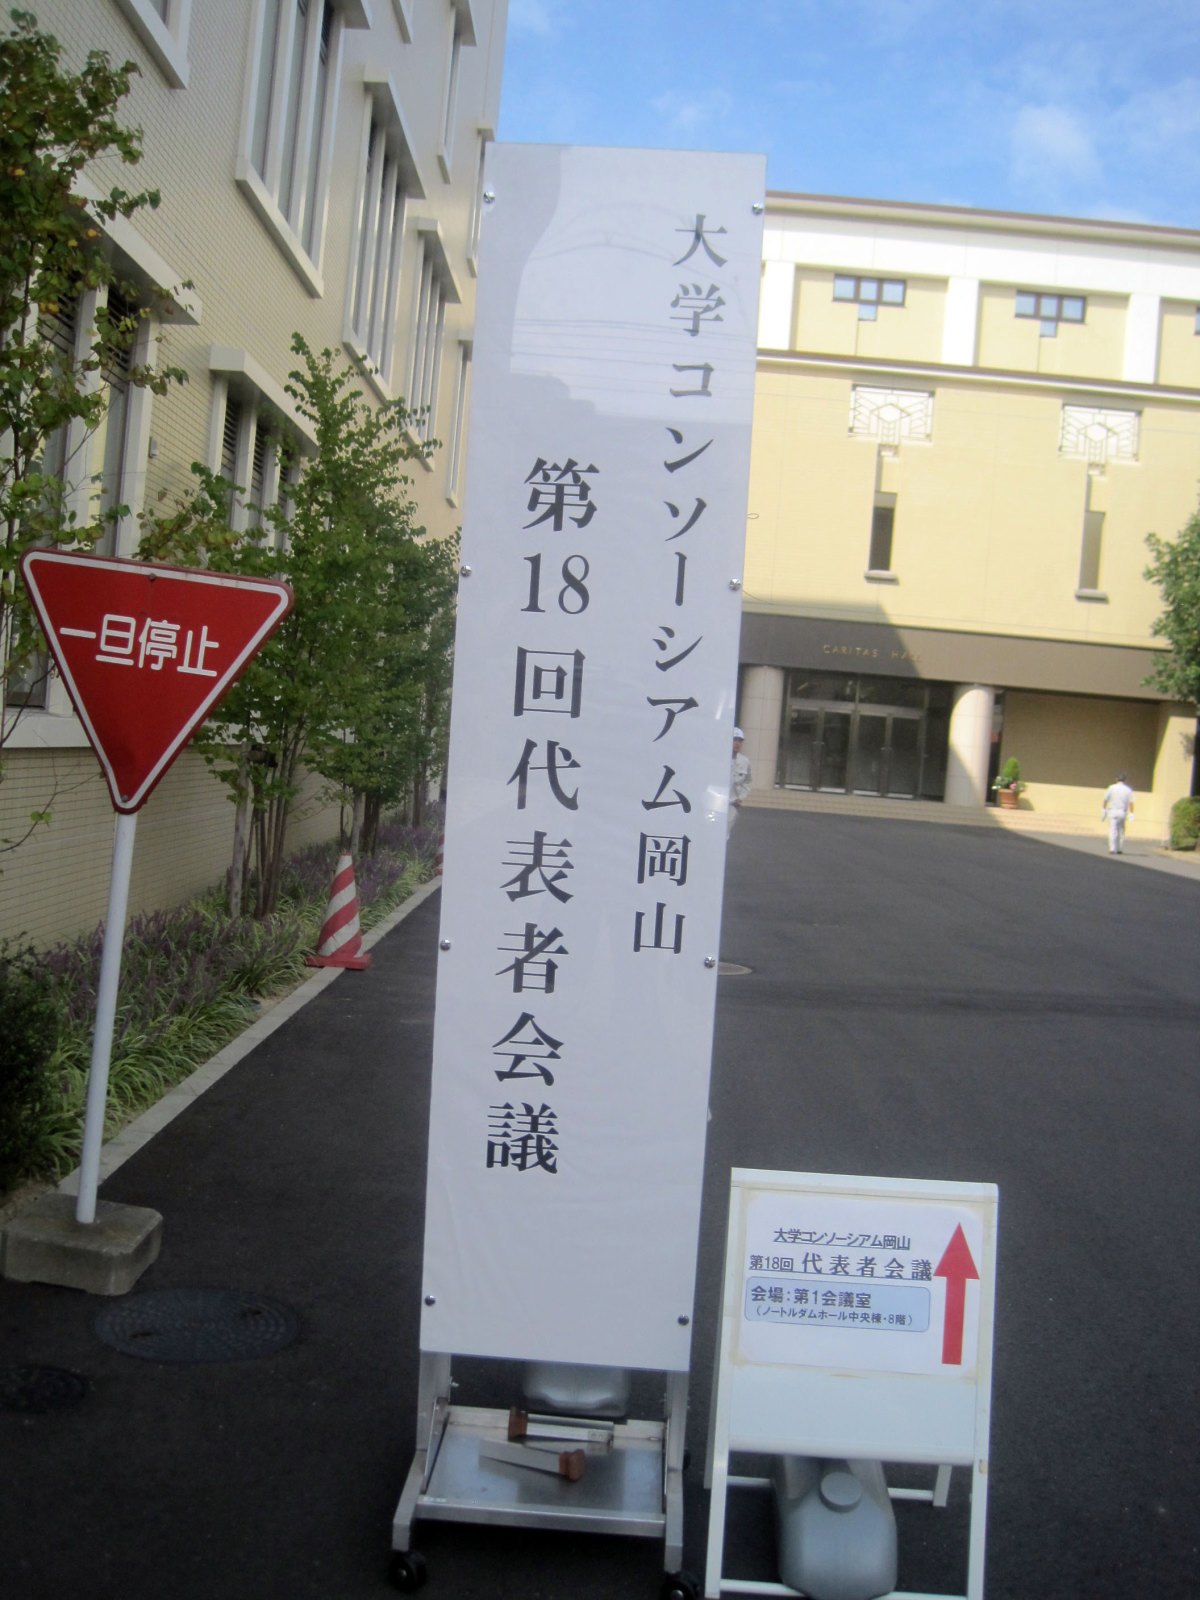 大学コンソーシアム岡山
第18回代表者会議
一旦停止
CARITAS HALL
大学コンソーシアム岡山
第18回 代表者会議
会場：第1会議室
（ノートルダムホール中央棟・8階）